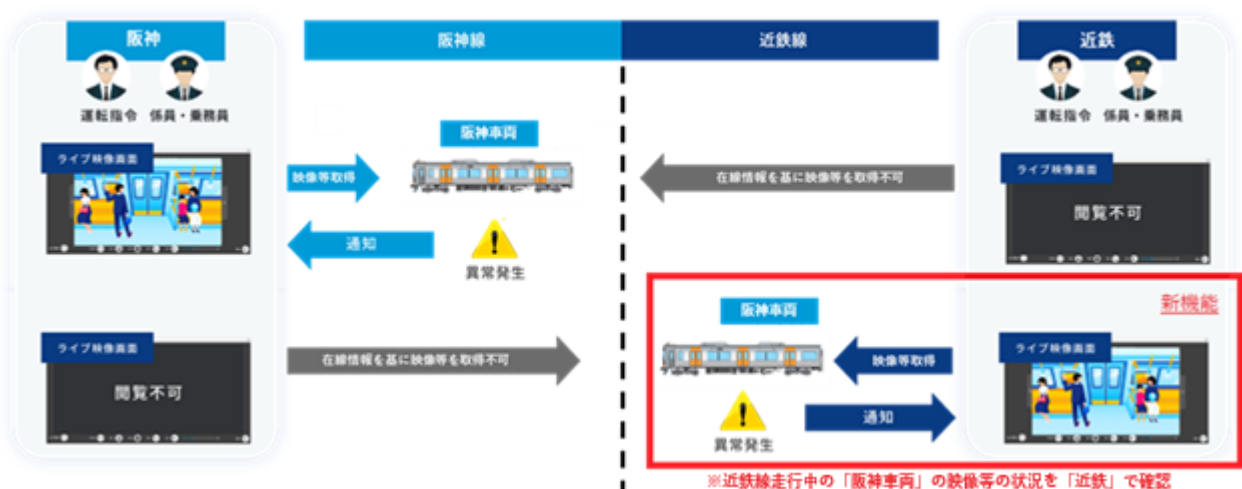 阪神
阪神線
近鉄線
近鉄
運転指令 係員・乗務員
運転指令 係員・乗務員
阪神車両
ライブ映像画面
映像等取得
在線情報を基に映像等を取得不可
ライブ映像画面
閲覧不可
通知
異常発生
新機能
阪神車両
ライブ映像画面
在線情報を基に映像等を取得不可
映像等取得
ライブ映像画面
閲覧不可
通知
異常発生
※近鉄線走行中の「阪神車両」の映像等の状況を「近鉄」で確認